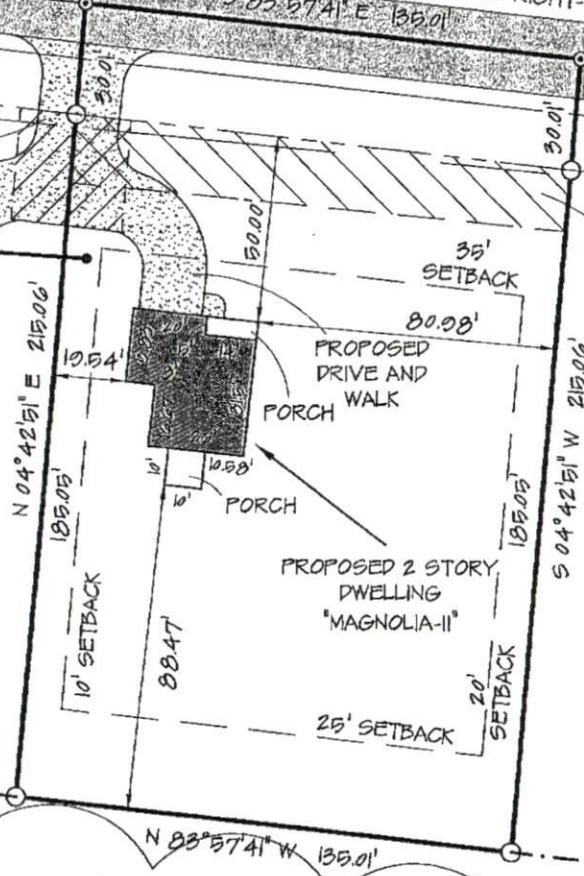 S 83°57'41" E 135.01'
30.01'
30.01'
50.00'
35'
SETBACK
80.98'
19.54'
PROPOSED
DRIVE AND
WALK
PORCH
N 04°42'51" E 215.06'
S 04°42'51" W 215.06'
10'
10.58'
10'
PORCH
185.05'
185.05'
PROPOSED 2 STORY
DWELLING
"MAGNOLIA-II"
10' SETBACK
88.47'
20'
SETBACK
25' SETBACK
N 83°57'41" W 135.01'